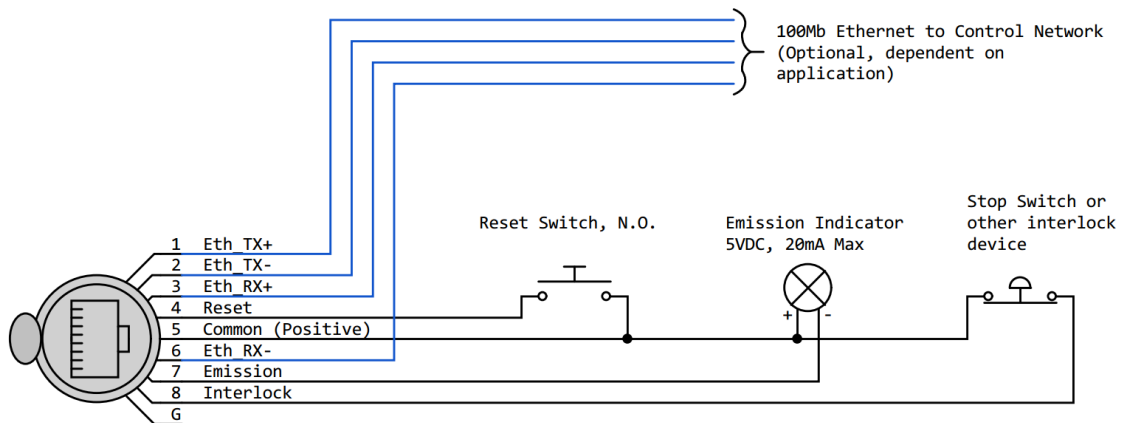 100Mb Ethernet to Control Network
(Optional, dependent on
application)
Reset Switch, N.O.
Emission Indicator
5VDC, 20mA Max
Stop Switch or
other interlock
device
1 Eth_TX+
2 Eth_TX-
3 Eth_RX+
4 Reset
5 Common (Positive)
6 Eth_RX-
7 Emission
8 Interlock
G
+ -